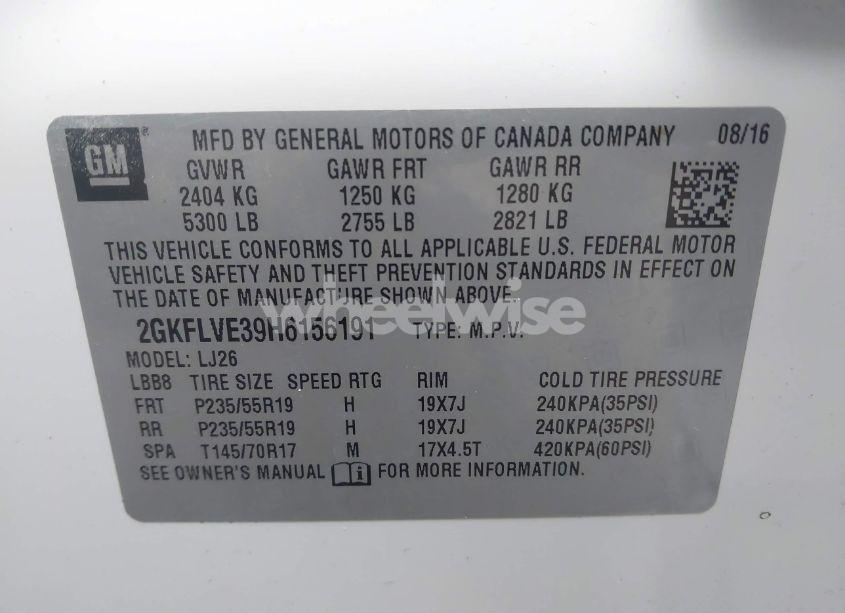 GM
MFD BY GENERAL MOTORS OF CANADA COMPANY 08/16
GVWR GAWR FRT GAWR RR
2404 KG 1250 KG 1280 KG
5300 LB 2755 LB 2821 LB
THIS VEHICLE CONFORMS TO ALL APPLICABLE U.S. FEDERAL MOTOR
VEHICLE SAFETY AND THEFT PREVENTION STANDARDS IN EFFECT ON
THE DATE OF MANUFACTURE SHOWN ABOVE.
wheelwise
2GKFLVE39H6156191 TYPE: M.P.V.
MODEL: LJ26
LBB8 TIRE SIZE SPEED RTG RIM COLD TIRE PRESSURE
FRT P235/55R19 H 19X7J 240KPA(35PSI)
RR P235/55R19 H 19X7J 240KPA(35PSI)
SPA T145/70R17 M 17X4.5T 420KPA(60PSI)
SEE OWNER'S MANUAL i FOR MORE INFORMATION.